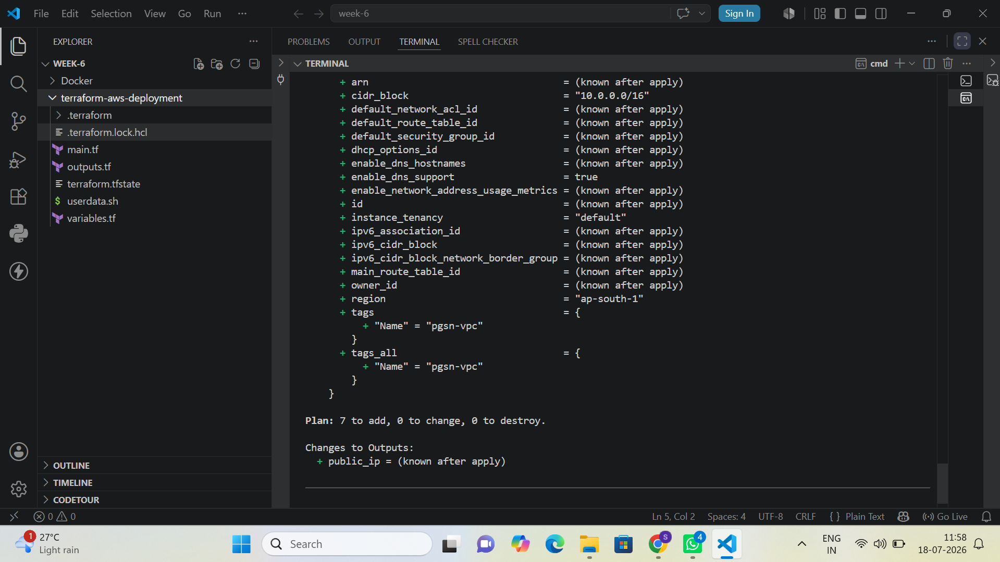 File Edit Selection View Go Run ···
week-6
Sign In
EXPLORER
PROBLEMS OUTPUT TERMINAL SPELL CHECKER
WEEK-6
Docker
terraform-aws-deployment
.terraform
.terraform.lock.hcl
main.tf
outputs.tf
terraform.tfstate
$ userdata.sh
variables.tf
OUTLINE
TIMELINE
CODETOUR
TERMINAL
cmd
+ arn = (known after apply)
+ cidr_block = "10.0.0.0/16"
+ default_network_acl_id = (known after apply)
+ default_route_table_id = (known after apply)
+ default_security_group_id = (known after apply)
+ dhcp_options_id = (known after apply)
+ enable_dns_hostnames = (known after apply)
+ enable_dns_support = true
+ enable_network_address_usage_metrics = (known after apply)
+ id = (known after apply)
+ instance_tenancy = "default"
+ ipv6_association_id = (known after apply)
+ ipv6_cidr_block = (known after apply)
+ ipv6_cidr_block_network_border_group = (known after apply)
+ main_route_table_id = (known after apply)
+ owner_id = (known after apply)
+ region = "ap-south-1"
+ tags = {
+ "Name" = "pgsn-vpc"
}
+ tags_all = {
+ "Name" = "pgsn-vpc"
}
}
Plan: 7 to add, 0 to change, 0 to destroy.
Changes to Outputs:
+ public_ip = (known after apply)
0 0
Ln 5, Col 2 Spaces: 4 UTF-8 CRLF { } Plain Text Go Live
1
27°C
Light rain
Search
S
4
ENG
IN
11:58
18-07-2026